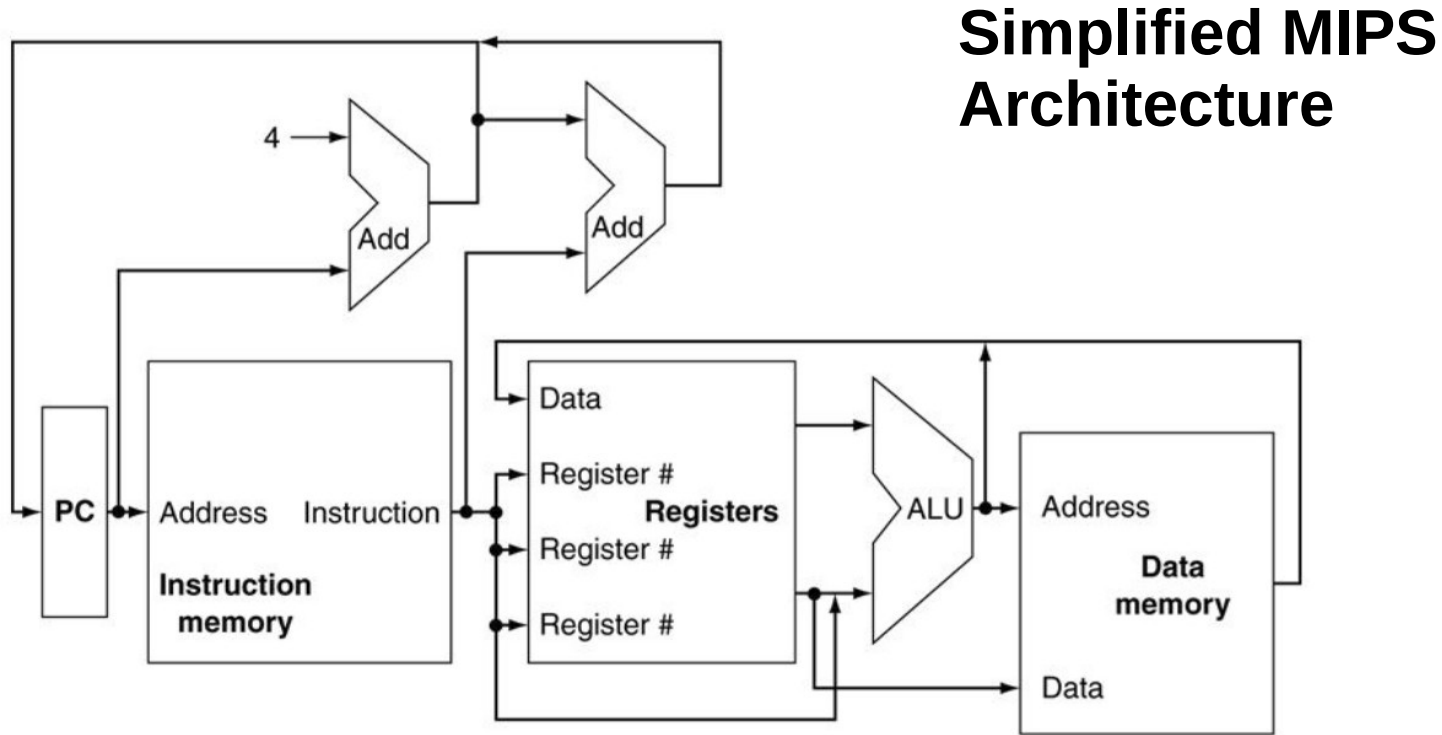 Simplified MIPS
Architecture
4
Add
Add
PC
Address
Instruction
Instruction
memory
Data
Register #
Registers
Register #
Register #
ALU
Address
Data
memory
Data